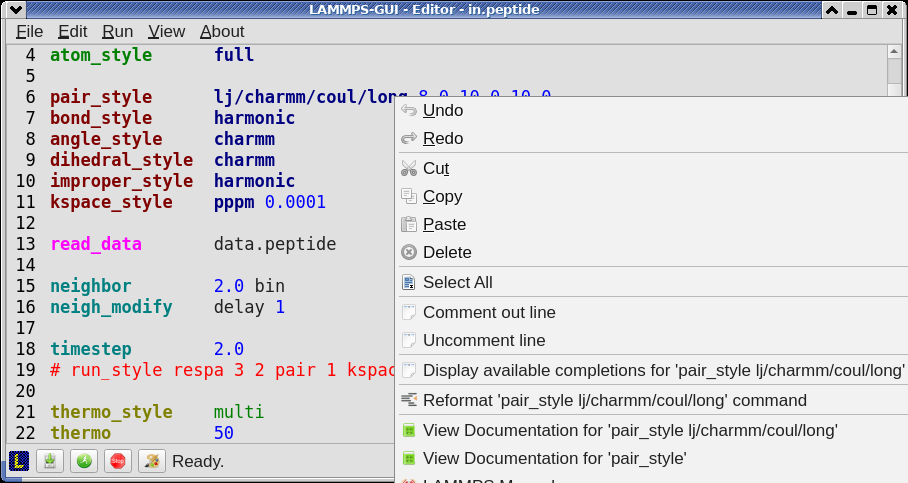 LAMMPS-GUI - Editor - in.peptide
File Edit Run View About
4 atom_style full
5
6 pair_style lj/charmm/coul/long 8.0 10.0 10.0
7 bond_style harmonic
8 angle_style charmm
9 dihedral_style charmm
10 improper_style harmonic
11 kspace_style pppm 0.0001
12
13 read_data data.peptide
14
15 neighbor 2.0 bin
16 neigh_modify delay 1
17
18 timestep 2.0
19 # run_style respa 3 2 pair 1 kspac
20
21 thermo_style multi
22 thermo 50
Undo
Redo
Cut
Copy
Paste
Delete
Select All
Comment out line
Uncomment line
Display available completions for 'pair_style lj/charmm/coul/long'
Reformat 'pair_style lj/charmm/coul/long' command
View Documentation for 'pair_style lj/charmm/coul/long'
View Documentation for 'pair_style'
LAMMPS Manual
L
Stop
Ready.